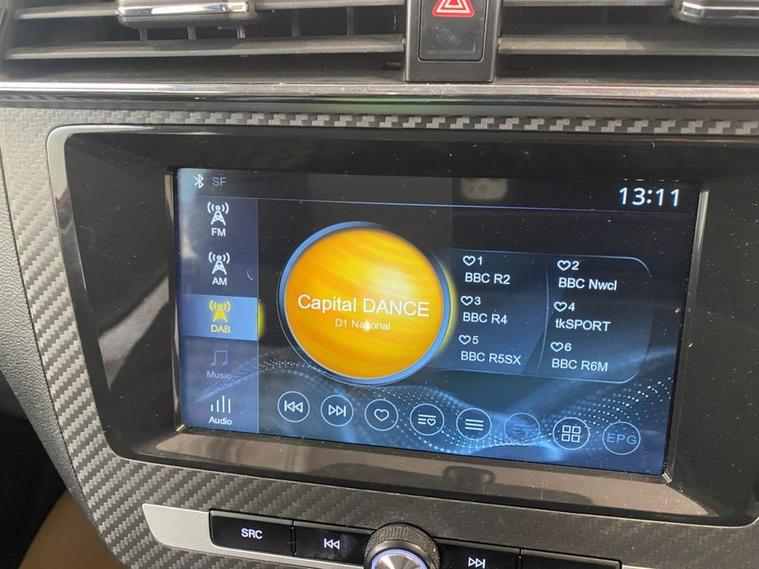 SF
13:11
FM
AM
DAB
Music
Audio
Capital DANCE
D1 National
1
BBC R2
2
BBC Nwcl
3
BBC R4
4
tkSPORT
5
BBC R5SX
6
BBC R6M
EPG
SRC